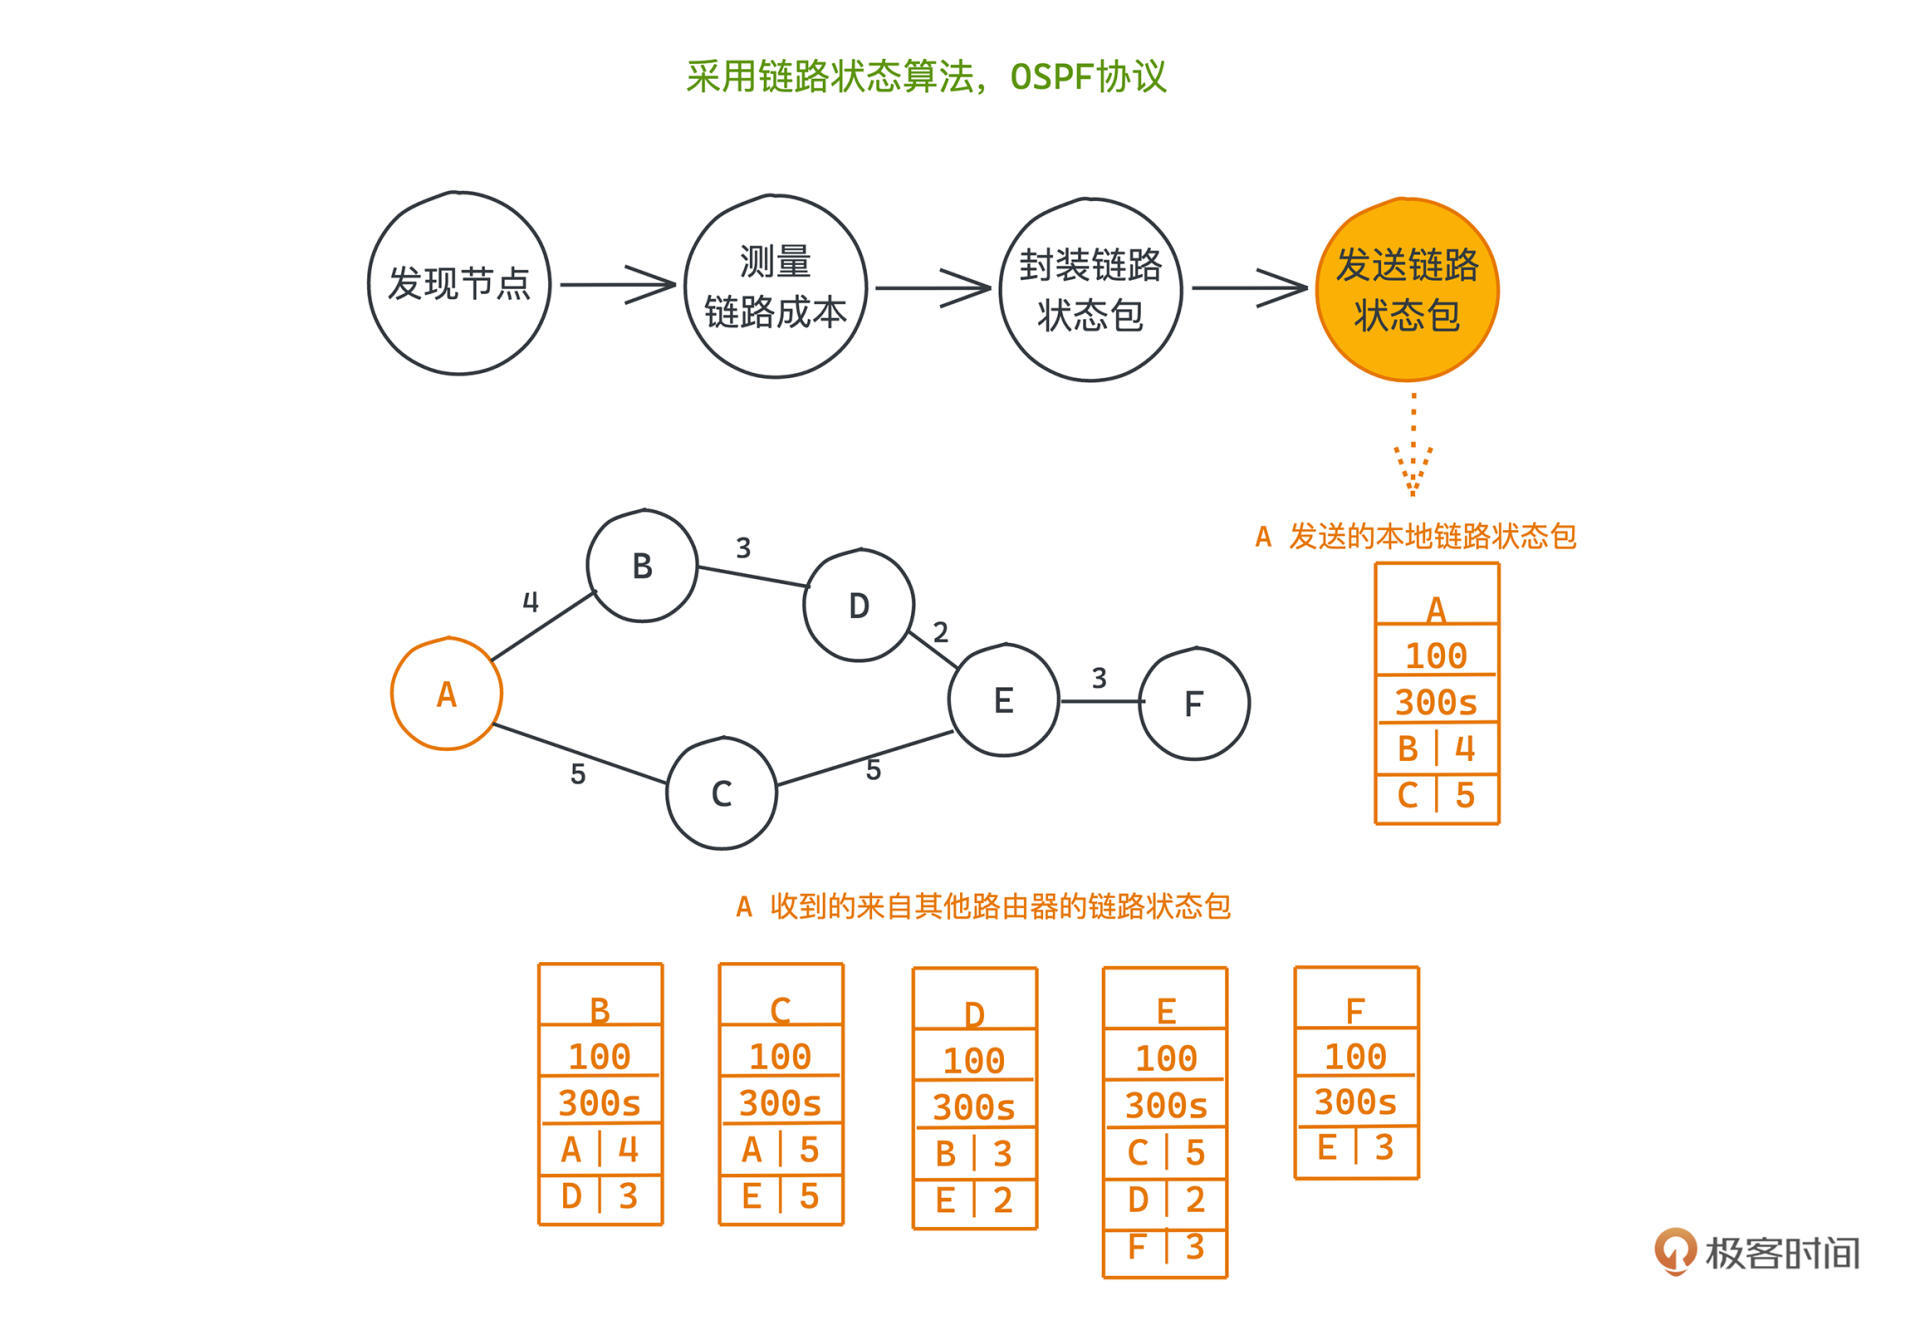 采用链路状态算法，OSPF协议
发现节点
测量
链路成本
封装链路
状态包
发送链路
状态包
A 发送的本地链路状态包
A
100
300s
B | 4
C | 5
B
3
D
4
2
A
E
3
F
5
C
5
A 收到的来自其他路由器的链路状态包
B
100
300s
A | 4
D | 3
C
100
300s
A | 5
E | 5
D
100
300s
B | 3
E | 2
E
100
300s
C | 5
D | 2
F | 3
F
100
300s
E | 3
极客时间